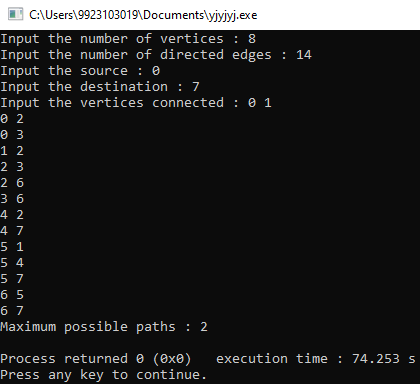 C:\Users\9923103019\Documents\yjyjyj.exe
Input the number of vertices : 8
Input the number of directed edges : 14
Input the source : 0
Input the destination : 7
Input the vertices connected : 0 1
0 2
0 3
1 2
2 3
2 6
3 6
4 2
4 7
5 1
5 4
5 7
6 5
6 7
Maximum possible paths : 2
Process returned 0 (0x0)   execution time : 74.253 s
Press any key to continue.